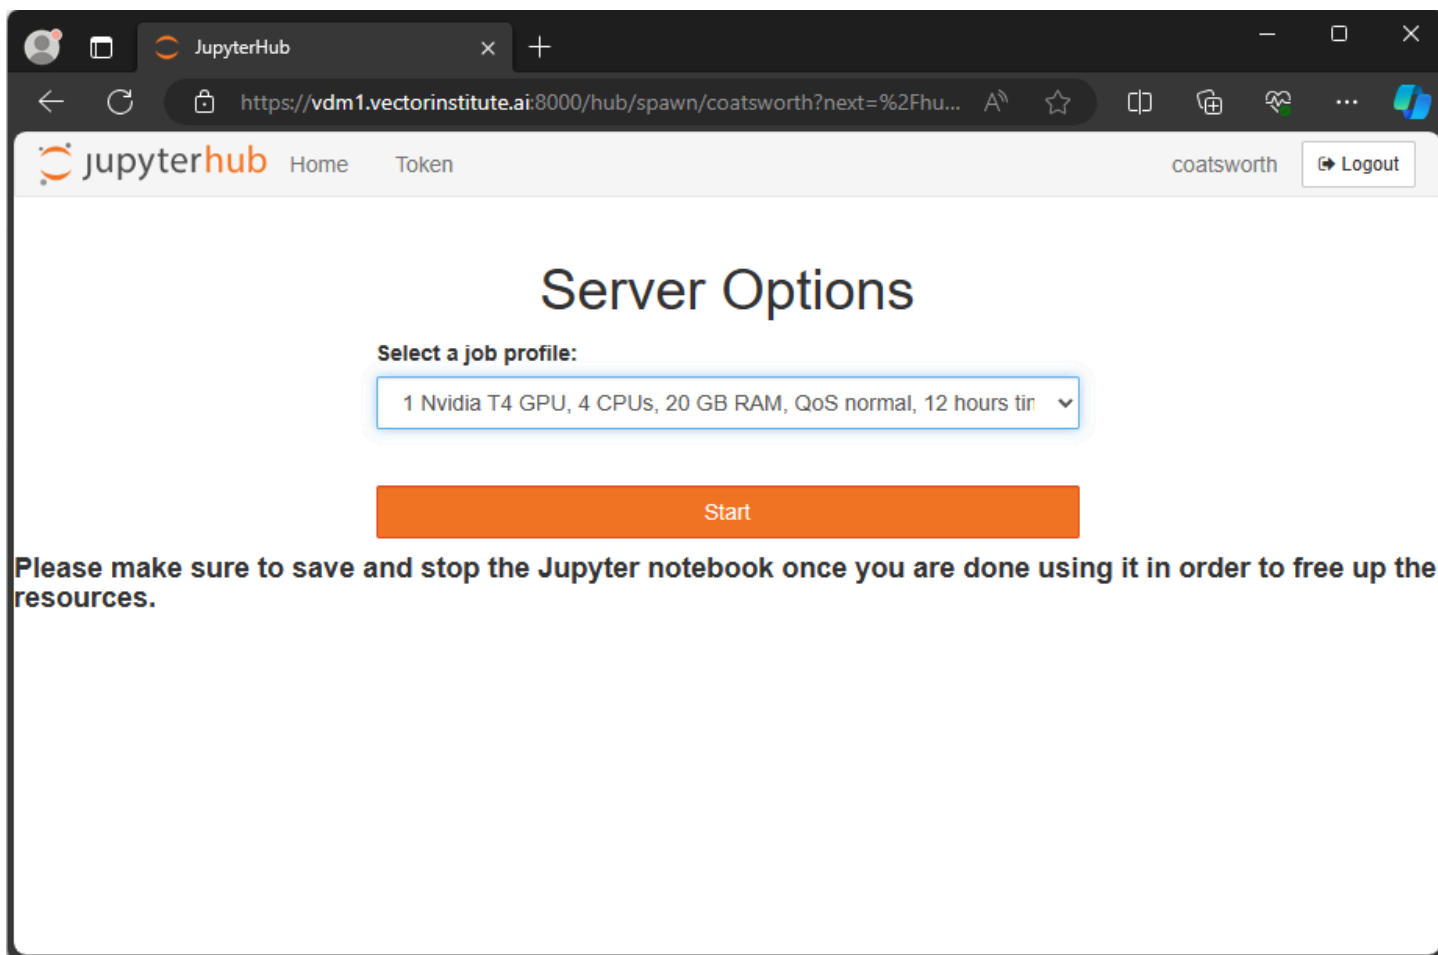 JupyterHub
https://vdm1.vectorinstitute.ai:8000/hub/spawn/coatsworth?next=%2Fhu...
jupyterhub Home Token coatsworth Logout
Server Options
Select a job profile:
1 Nvidia T4 GPU, 4 CPUs, 20 GB RAM, QoS normal, 12 hours
Start
Please make sure to save and stop the Jupyter notebook once you are done using it in order to free up the
resources.